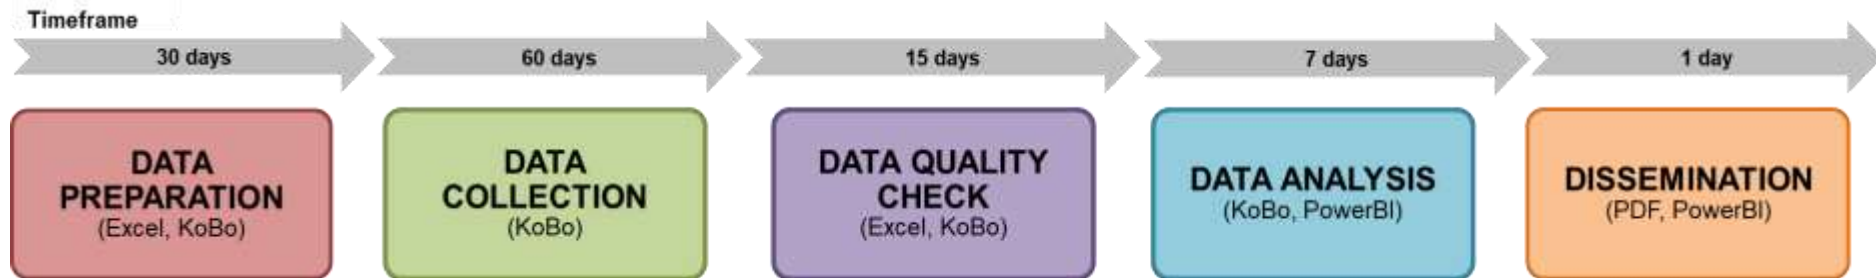 Timeframe
30 days
60 days
15 days
7 days
1 day
DATA
PREPARATION
(Excel, KoBo)
DATA
COLLECTION
(KoBo)
DATA QUALITY
CHECK
(Excel, KoBo)
DATA ANALYSIS
(KoBo, PowerBI)
DISSEMINATION
(PDF, PowerBI)